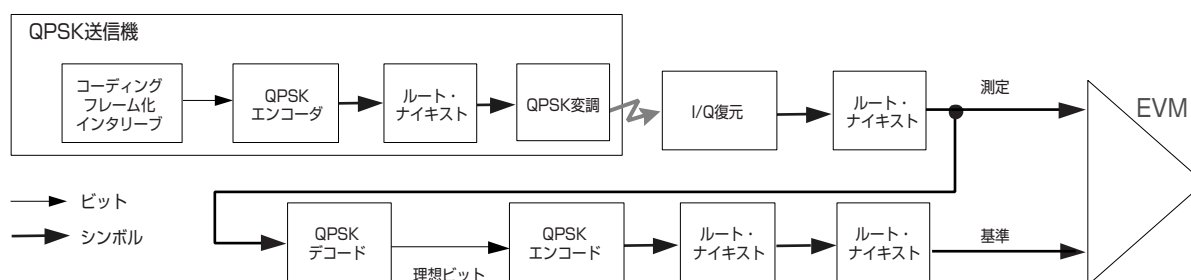 QPSK送信機
コーディング
フレーム化
インタリーブ
QPSK
エンコーダ
ルート・
ナイキスト
QPSK変調
I/Q復元
ルート・
ナイキスト
測定
EVM
ビット
シンボル
QPSK
デコード
理想ビット
QPSK
エンコード
ルート・
ナイキスト
ルート・
ナイキスト
基準